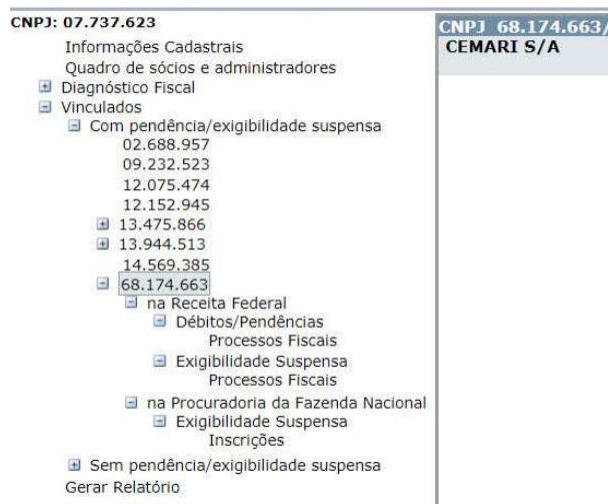 CNPJ: 07.737.623
Informações Cadastrais
Quadro de sócios e administradores
Diagnóstico Fiscal
Vinculados
Com pendência/exigibilidade suspensa
02.688.957
09.232.523
12.075.474
12.152.945
13.475.866
13.944.513
14.569.385
68.174.663
na Receita Federal
Débitos/Pendências
Processos Fiscais
Exigibilidade Suspensa
Processos Fiscais
na Procuradoria da Fazenda Nacional
Exigibilidade Suspensa
Inscrições
Sem pendência/exigibilidade suspensa
Gerar Relatório
CNPJ 68.174.663/
CEMARI S/A